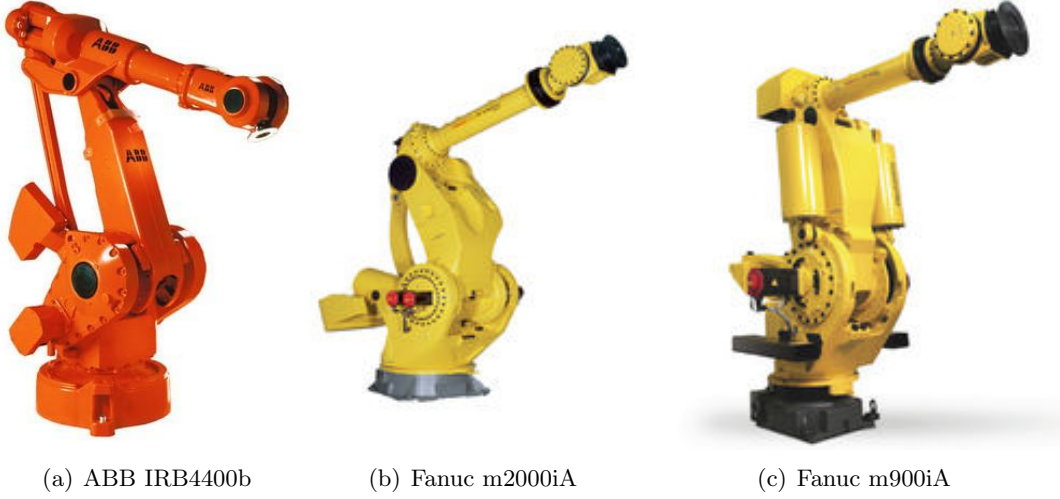 ABB
ABB
ABB
(a) ABB IRB4400b
(b) Fanuc m2000iA
(c) Fanuc m900iA